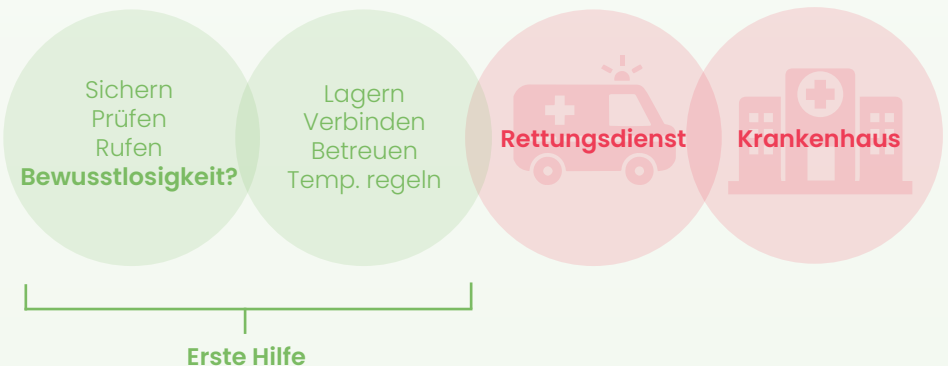 Sichern
Prüfen
Rufen
Bewusstlosigkeit?
Lagern
Verbinden
Betreuen
Temp. regeln
Rettungsdienst
Krankenhaus
Erste Hilfe